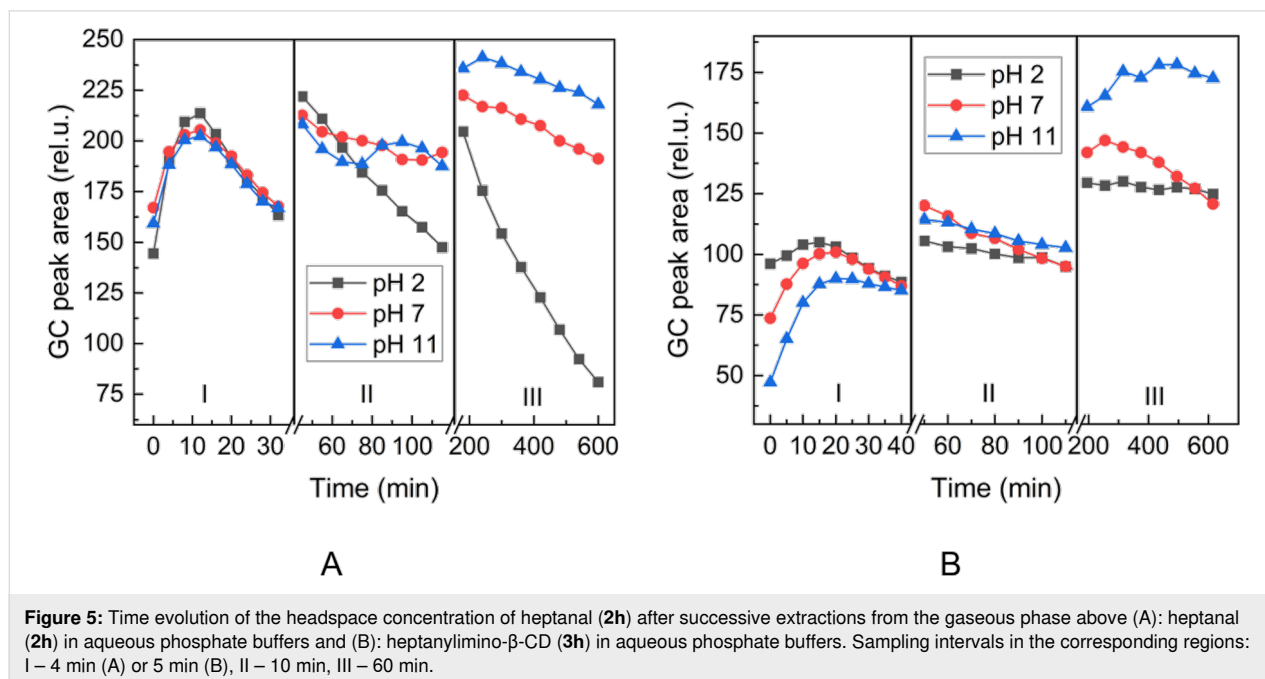 250
225
200
175
150
125
100
75
GC peak area (rel.u.)
pH 2
pH 7
pH 11
I
II
III
0 10 20 30 60 80 100 200 400 600
Time (min)
A
175
150
125
100
75
50
GC peak area (rel.u.)
pH 2
pH 7
pH 11
I
II
III
0 10 20 30 40 60 80 100 200 400 600
Time (min)
B
Figure 5: Time evolution of the headspace concentration of heptanal (2h) after successive extractions from the gaseous phase above (A): heptanal
(2h) in aqueous phosphate buffers and (B): heptanylimino-β-CD (3h) in aqueous phosphate buffers. Sampling intervals in the corresponding regions:
I – 4 min (A) or 5 min (B), II – 10 min, III – 60 min.